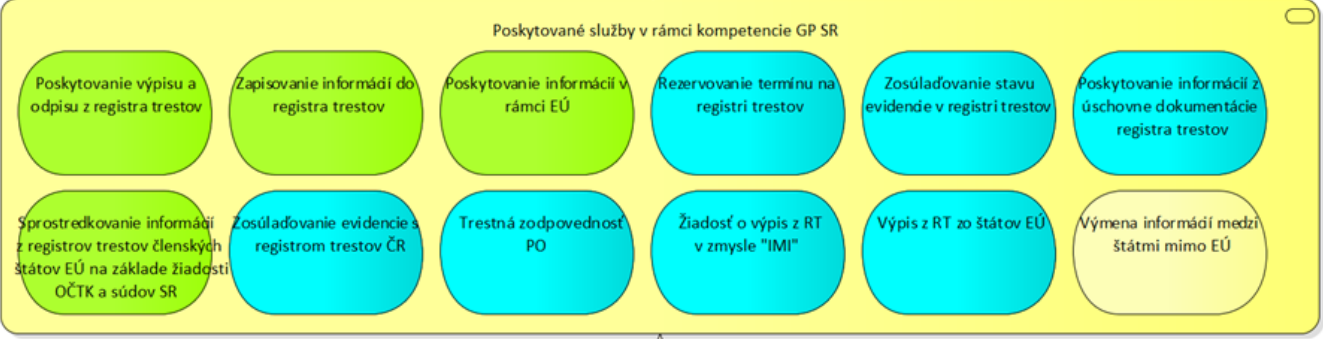 Poskytované služby v rámci kompetencie GP SR
Poskytovanie výpisu a
odpisu z registra trestov
Zapisovanie informácií do
registra trestov
Poskytovanie informácií v
rámci EÚ
Rezervovanie termínu na
registri trestov
Zosúlaďovanie stavu
evidencie v registri trestov
Poskytovanie informácií z
úschovne dokumentácie
registra trestov
Sprostredkovanie informácií
z registrov trestov členských
štátov EÚ na základe žiadosti
OČTK a súdov SR
Zosúlaďovanie evidencie s
registrom trestov ČR
Trestná zodpovednosť
PO
Žiadosť o výpis z RT
v zmysle "IMI"
Výpis z RT zo štátov EÚ
Výmena informácií medzi
štátmi mimo EÚ